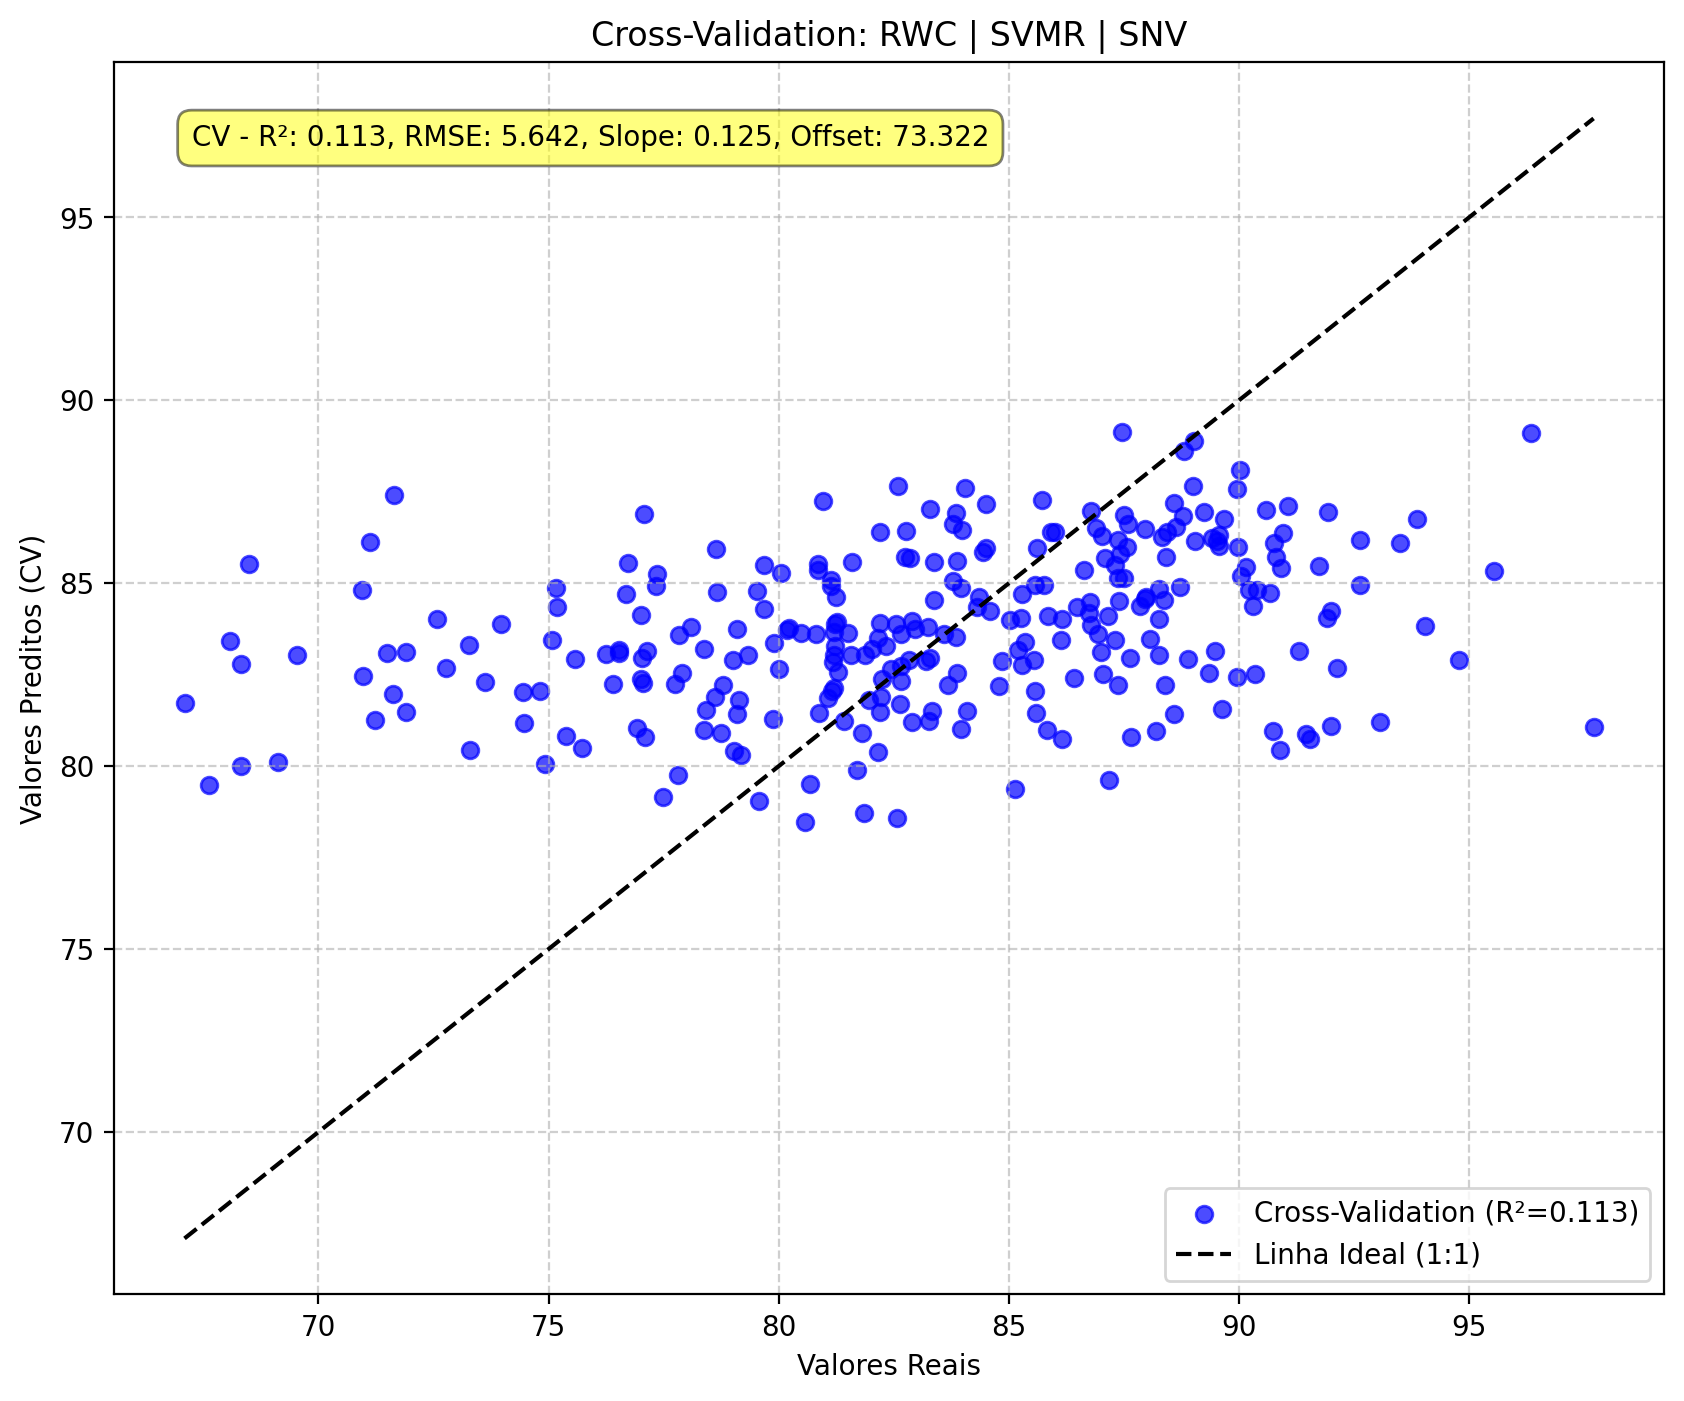 Cross-Validation: RWC | SVMR | SNV
CV - R²: 0.113, RMSE: 5.642, Slope: 0.125, Offset: 73.322
95
90
85
80
75
70
Valores Preditos (CV)
Cross-Validation (R²=0.113)
Linha Ideal (1:1)
70 75 80 85 90 95
Valores Reais